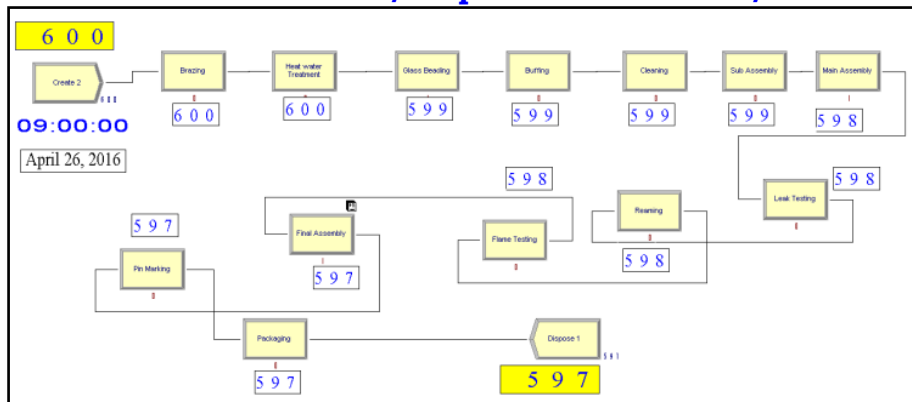 6 0 0
Create 2
09:00:00
April 26, 2016
Brazing
6 0 0
Heat water
Treatment
6 0 0
Glass Beading
5 9 9
Buffing
5 9 9
Cleaning
5 9 9
Sub Assembly
5 9 9
Main Assembly
5 9 8
Leak Testing
5 9 8
Reaming
5 9 8
Flame Testing
5 9 8
Final Assembly
5 9 7
Pin Marking
5 9 7
Packaging
5 9 7
Dispose 1
5 9 7